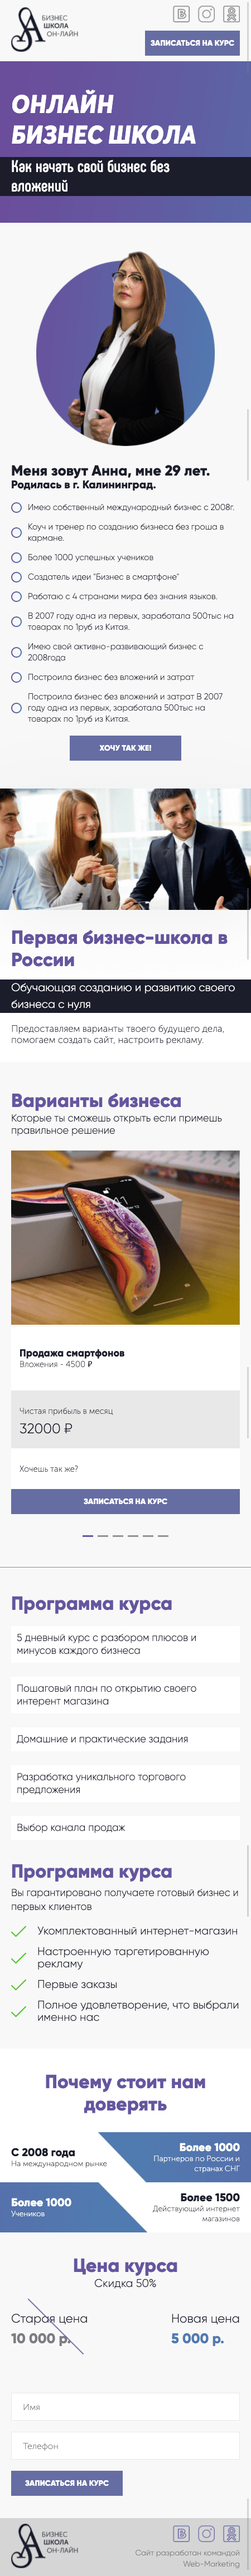 БИЗНЕС
ШКОЛА
ОН-ЛАЙН
ЗАПИСАТЬСЯ НА КУРС
ОНЛАЙН
БИЗНЕС ШКОЛА
Как начать свой бизнес без
вложений
Меня зовут Анна, мне 29 лет.
Родилась в г. Калининград.
Имею собственный международный бизнес с 2008г.
Коуч и тренер по созданию бизнеса без гроша в
кармане.
Более 1000 успешных учеников
Создатель идеи "Бизнес в смартфоне"
Работаю с 4 странами мира без знания языков.
В 2007 году одна из первых, заработала 500тыс на
товарах по 1руб из Китая.
Имею свой активно-развивающий бизнес с
2008года
Построила бизнес без вложений и затрат
Построила бизнес без вложений и затрат В 2007
году одна из первых, заработала 500тыс на
товарах по 1руб из Китая.
ХОЧУ ТАК ЖЕ!
Первая бизнес-школа в
России
Обучающая созданию и развитию своего
бизнеса с нуля
Предоставляем варианты твоего будущего дела,
помогаем создать сайт, настроить рекламу.
Варианты бизнеса
Которые ты сможешь открыть если примешь
правильное решение
Продажа смартфонов
Вложения - 4500 ₽
Чистая прибыль в месяц
32000 ₽
Хочешь так же?
ЗАПИСАТЬСЯ НА КУРС
Программа курса
5 дневный курс с разбором плюсов и
минусов каждого бизнеса
Пошаговый план по открытию своего
интерент магазина
Домашние и практические задания
Разработка уникального торгового
предложения
Выбор канала продаж
Программа курса
Вы гарантировано получаете готовый бизнес и
первых клиентов
Укомплектованный интернет-магазин
Настроенную таргетированную
рекламу
Первые заказы
Полное удовлетворение, что выбрали
именно нас
Почему стоит нам
доверять
С 2008 года
На международном рынке
Более 1000
Партнеров по России и
странах СНГ
Более 1000
Учеников
Более 1500
Действующий интернет
магазинов
Цена курса
Скидка 50%
Старая цена
10 000 р.
Новая цена
5 000 р.
Имя
Телефон
ЗАПИСАТЬСЯ НА КУРС
БИЗНЕС
ШКОЛА
ОН-ЛАЙН
Сайт разработан командой
Web-Marketing